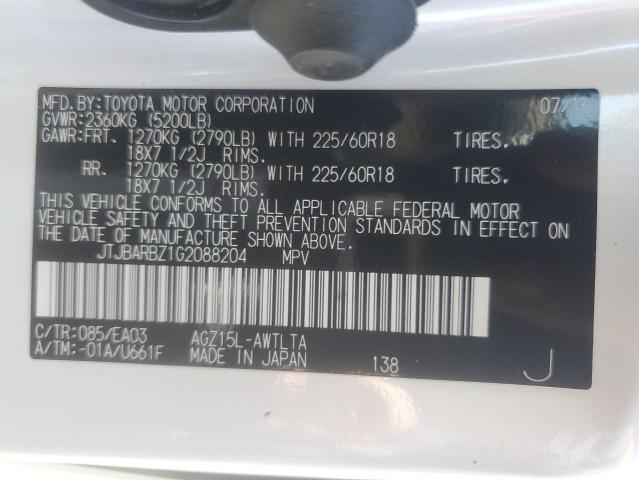 MFD.BY:TOYOTA MOTOR CORPORATION 07/16
GVWR:2360KG (5200LB)
GAWR:FRT. 1270KG (2790LB) WITH 225/60R18 TIRES.
18X7 1/2J RIMS.
RR. 1270KG (2790LB) WITH 225/60R18 TIRES.
18X7 1/2J RIMS.
THIS VEHICLE CONFORMS TO ALL APPLICABLE FEDERAL MOTOR
VEHICLE SAFETY AND THEFT PREVENTION STANDARDS IN EFFECT ON
THE DATE OF MANUFACTURE SHOWN ABOVE.
JTJBARBZ1G2088204 MPV
C/TR:085/EA03 AGZ15L-AWTLTA
A/TM:-01A/U661F MADE IN JAPAN 138 J